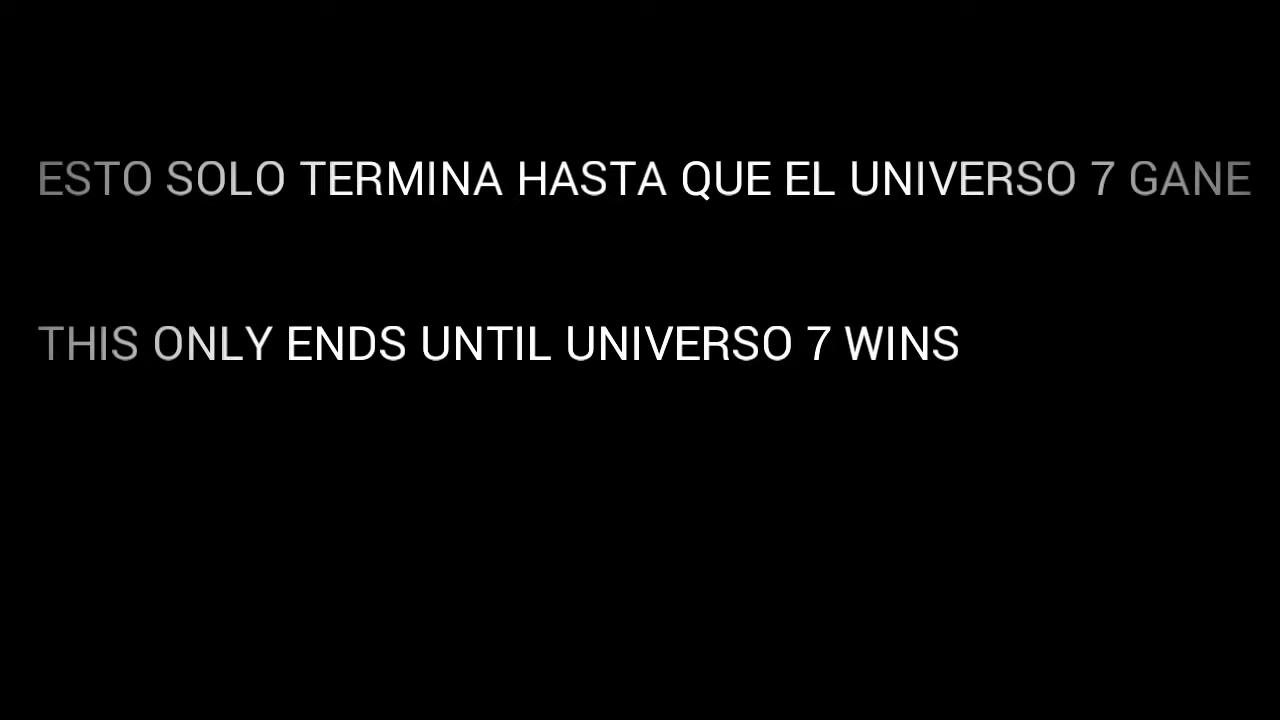 ESTO SOLO TERMINA HASTA QUE EL UNIVERSO 7 GANE
THIS ONLY ENDS UNTIL UNIVERSO 7 WINS